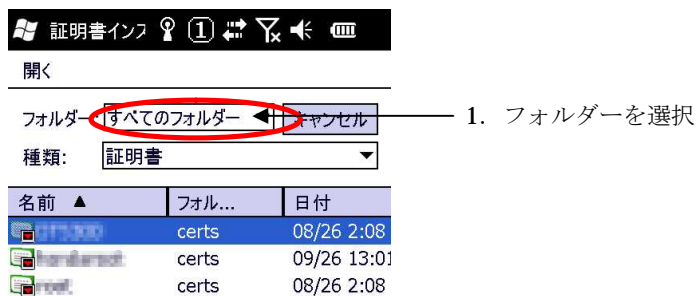 証明書インス 1
開く
フォルダー すべてのフォルダー キャンセル
1. フォルダーを選択
種類: 証明書
名前 ▲ フォル... 日付
certs 08/26 2:08
certs 09/26 13:01
certs 08/26 2:08